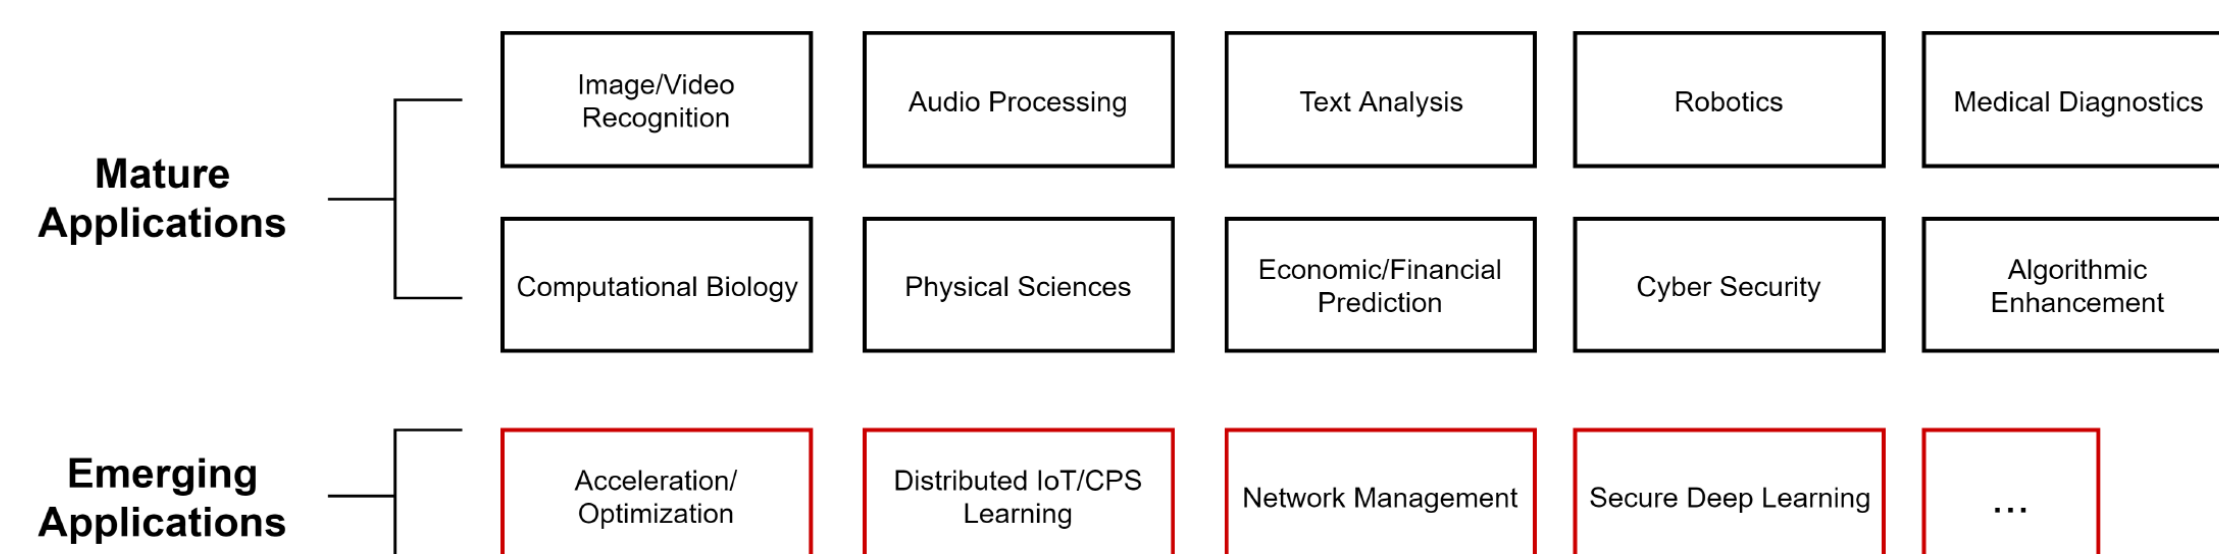 Mature
Applications
Image/Video
Recognition
Audio Processing
Text Analysis
Robotics
Medical Diagnostics
Computational Biology
Physical Sciences
Economic/Financial
Prediction
Cyber Security
Algorithmic
Enhancement
Emerging
Applications
Acceleration/
Optimization
Distributed IoT/CPS
Learning
Network Management
Secure Deep Learning
...